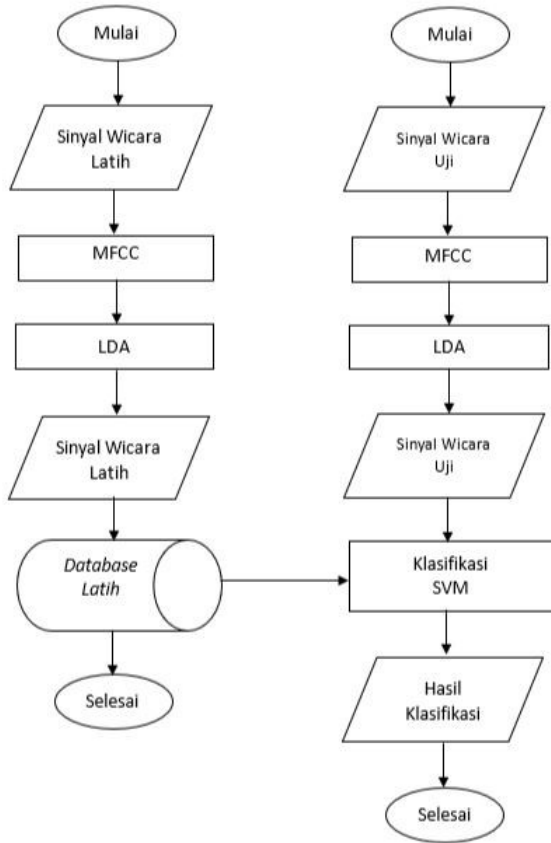 Mulai
Sinyal Wicara
Latih
MFCC
LDA
Sinyal Wicara
Latih
Database
Latih
Selesai
Mulai
Sinyal Wicara
Uji
MFCC
LDA
Sinyal Wicara
Uji
Klasifikasi
SVM
Hasil
Klasifikasi
Selesai